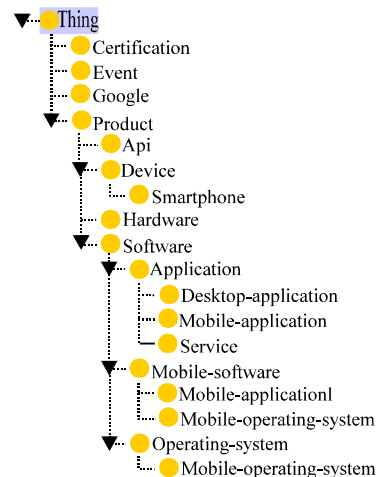 Thing
Certification
Event
Google
Product
Api
Device
Smartphone
Hardware
Software
Application
Desktop-application
Mobile-application
Service
Mobile-software
Mobile-applicationl
Mobile-operating-system
Operating-system
Mobile-operating-system